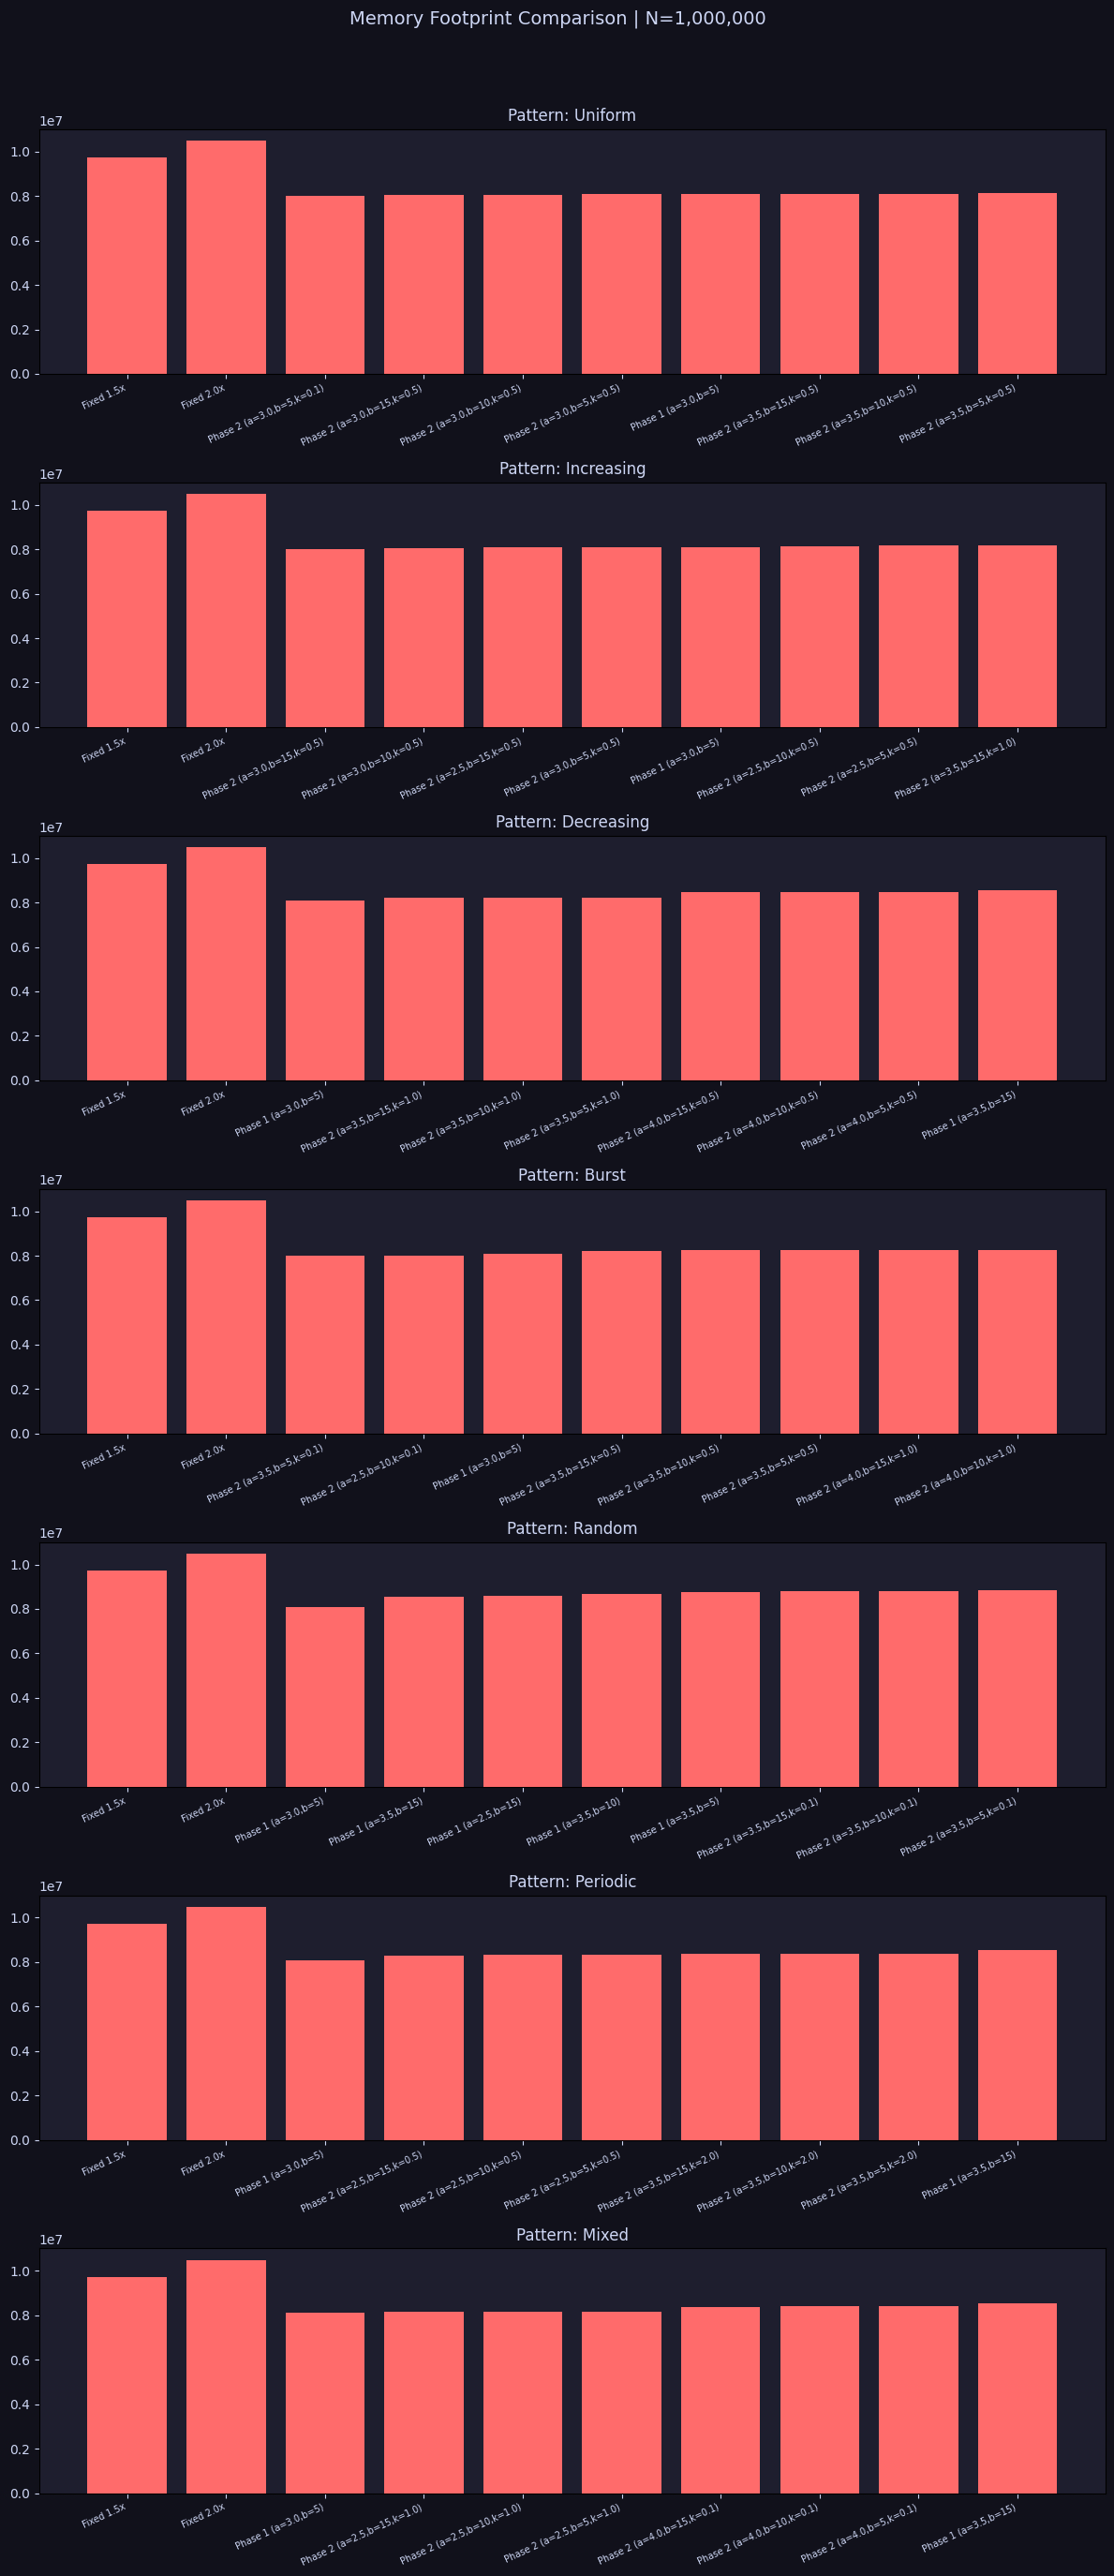 Memory Footprint Comparison | N=1,000,000
Pattern: Uniform
1e7
1.0
0.8
0.6
0.4
0.2
0.0
Fixed 1.5x
Fixed 2.0x
Phase 2 (a=3.0,b=5,k=0.1)
Phase 2 (a=3.0,b=15,k=0.5)
Phase 2 (a=3.0,b=10,k=0.5)
Phase 2 (a=3.0,b=5,k=0.5)
Phase 1 (a=3.0,b=5)
Phase 2 (a=3.5,b=15,k=0.5)
Phase 2 (a=3.5,b=10,k=0.5)
Phase 2 (a=3.5,b=5,k=0.5)
Pattern: Increasing
1e7
1.0
0.8
0.6
0.4
0.2
0.0
Fixed 1.5x
Fixed 2.0x
Phase 2 (a=3.0,b=15,k=0.5)
Phase 2 (a=3.0,b=10,k=0.5)
Phase 2 (a=2.5,b=15,k=0.5)
Phase 2 (a=3.0,b=5,k=0.5)
Phase 1 (a=3.0,b=5)
Phase 2 (a=2.5,b=10,k=0.5)
Phase 2 (a=2.5,b=5,k=0.5)
Phase 2 (a=3.5,b=15,k=1.0)
Pattern: Decreasing
1e7
1.0
0.8
0.6
0.4
0.2
0.0
Fixed 1.5x
Fixed 2.0x
Phase 1 (a=3.0,b=5)
Phase 2 (a=3.5,b=15,k=1.0)
Phase 2 (a=3.5,b=10,k=1.0)
Phase 2 (a=3.5,b=5,k=1.0)
Phase 2 (a=4.0,b=15,k=0.5)
Phase 2 (a=4.0,b=10,k=0.5)
Phase 2 (a=4.0,b=5,k=0.5)
Phase 1 (a=3.5,b=15)
Pattern: Burst
1e7
1.0
0.8
0.6
0.4
0.2
0.0
Fixed 1.5x
Fixed 2.0x
Phase 2 (a=3.5,b=5,k=0.1)
Phase 2 (a=2.5,b=10,k=0.1)
Phase 1 (a=3.0,b=5)
Phase 2 (a=3.5,b=15,k=0.5)
Phase 2 (a=3.5,b=10,k=0.5)
Phase 2 (a=3.5,b=5,k=0.5)
Phase 2 (a=4.0,b=15,k=1.0)
Phase 2 (a=4.0,b=10,k=1.0)
Pattern: Random
1e7
1.0
0.8
0.6
0.4
0.2
0.0
Fixed 1.5x
Fixed 2.0x
Phase 1 (a=3.0,b=5)
Phase 1 (a=3.5,b=15)
Phase 1 (a=2.5,b=15)
Phase 1 (a=3.5,b=10)
Phase 1 (a=3.5,b=5)
Phase 2 (a=3.5,b=15,k=0.1)
Phase 2 (a=3.5,b=10,k=0.1)
Phase 2 (a=3.5,b=5,k=0.1)
Pattern: Periodic
1e7
1.0
0.8
0.6
0.4
0.2
0.0
Fixed 1.5x
Fixed 2.0x
Phase 1 (a=3.0,b=5)
Phase 2 (a=2.5,b=15,k=0.5)
Phase 2 (a=2.5,b=10,k=0.5)
Phase 2 (a=2.5,b=5,k=0.5)
Phase 2 (a=3.5,b=15,k=2.0)
Phase 2 (a=3.5,b=10,k=2.0)
Phase 2 (a=3.5,b=5,k=2.0)
Phase 1 (a=3.5,b=15)
Pattern: Mixed
1e7
1.0
0.8
0.6
0.4
0.2
0.0
Fixed 1.5x
Fixed 2.0x
Phase 1 (a=3.0,b=5)
Phase 2 (a=2.5,b=15,k=1.0)
Phase 2 (a=2.5,b=10,k=1.0)
Phase 2 (a=2.5,b=5,k=1.0)
Phase 2 (a=4.0,b=15,k=0.1)
Phase 2 (a=4.0,b=10,k=0.1)
Phase 2 (a=4.0,b=5,k=0.1)
Phase 1 (a=3.5,b=15)